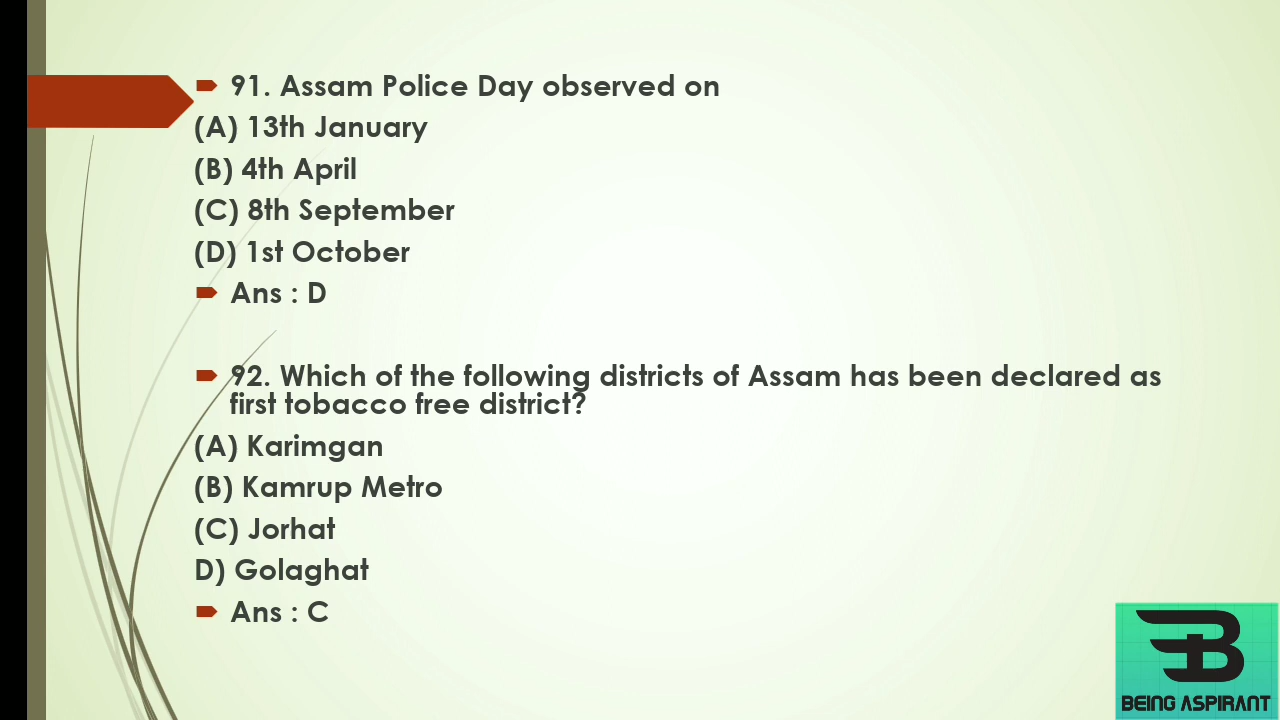 91. Assam Police Day observed on
(A) 13th January
(B) 4th April
(C) 8th September
(D) 1st October
Ans : D
92. Which of the following districts of Assam has been declared as
first tobacco free district?
(A) Karimgan
(B) Kamrup Metro
(C) Jorhat
D) Golaghat
Ans : C
BEING ASPIRANT